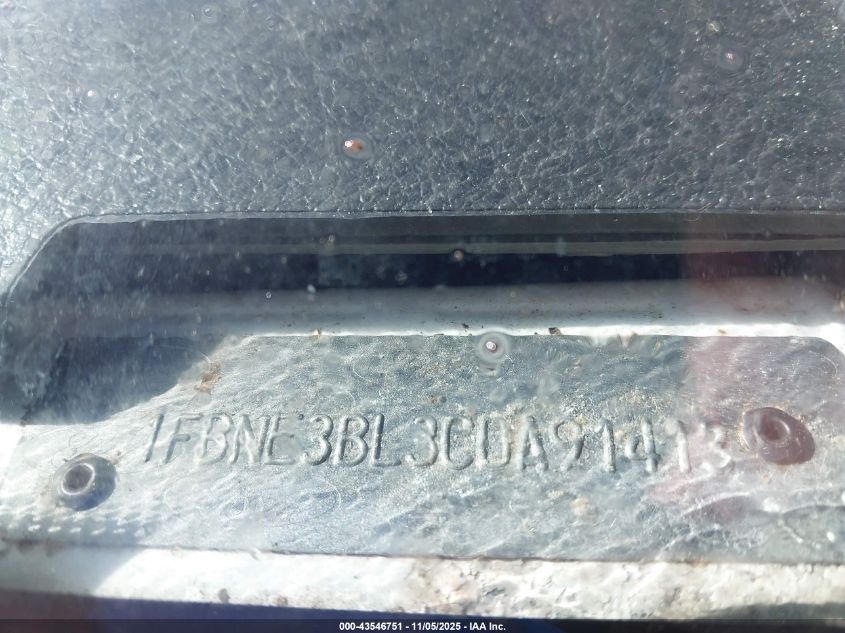 1FBNE3BL3CDA91413
000-43546751 - 11/05/2025 - IAA Inc.